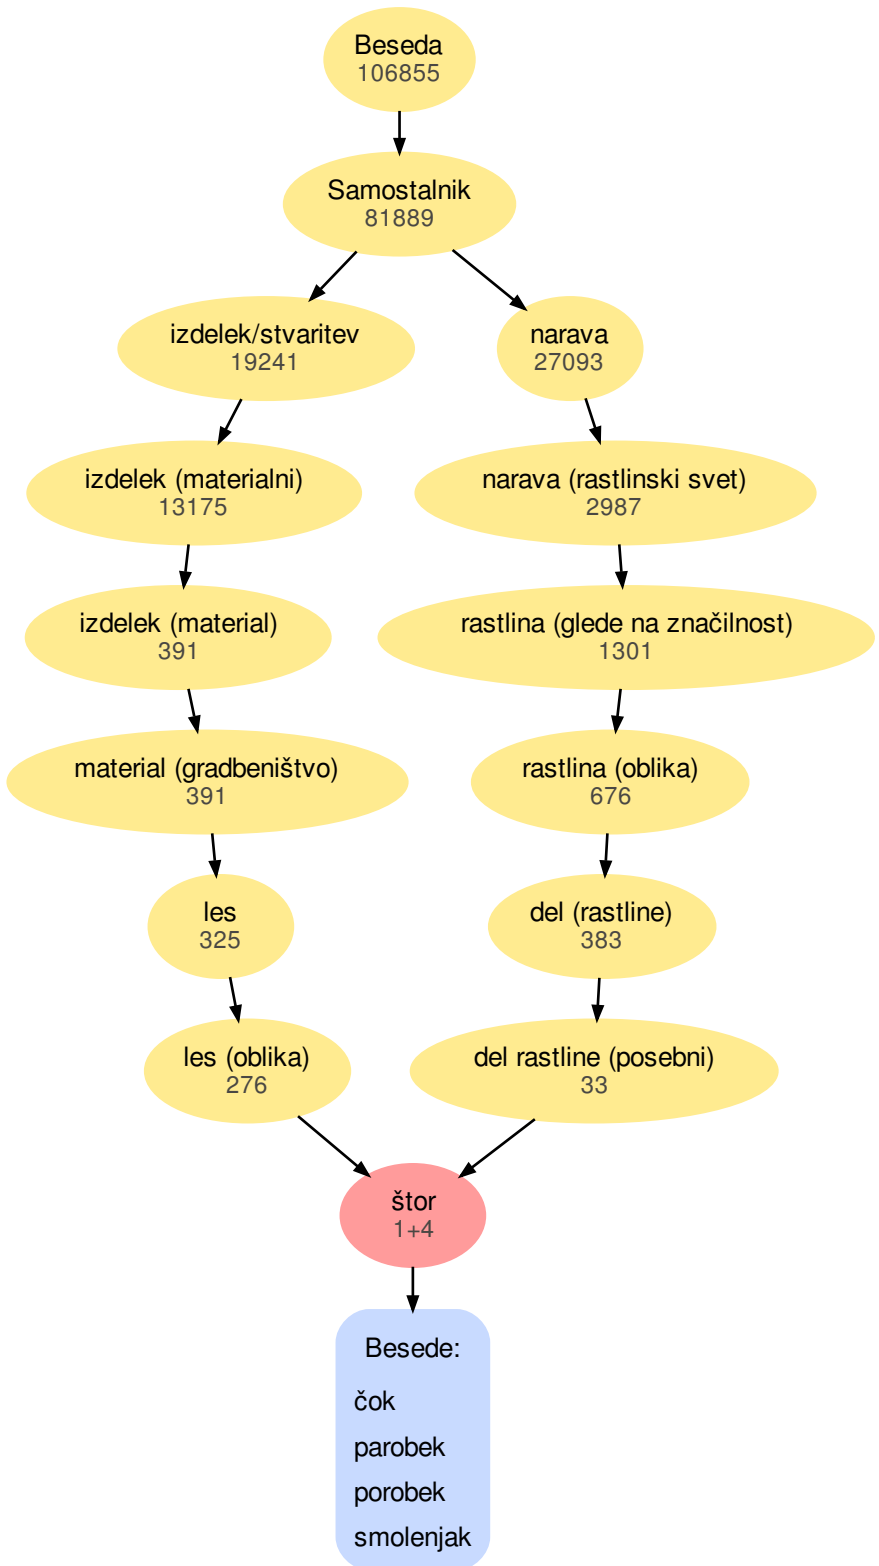 Beseda
106855
Samostalnik
81889
izdelek/stvaritev
19241
narava
27093
izdelek (materialni)
13175
narava (rastlinski svet)
2987
izdelek (material)
391
rastlina (glede na značilnost)
1301
material (gradbeništvo)
391
rastlina (oblika)
676
les
325
del (rastline)
383
les (oblika)
276
del rastline (posebni)
33
štor
1+4
Besede:
čok
parobek
porobek
smolenjak